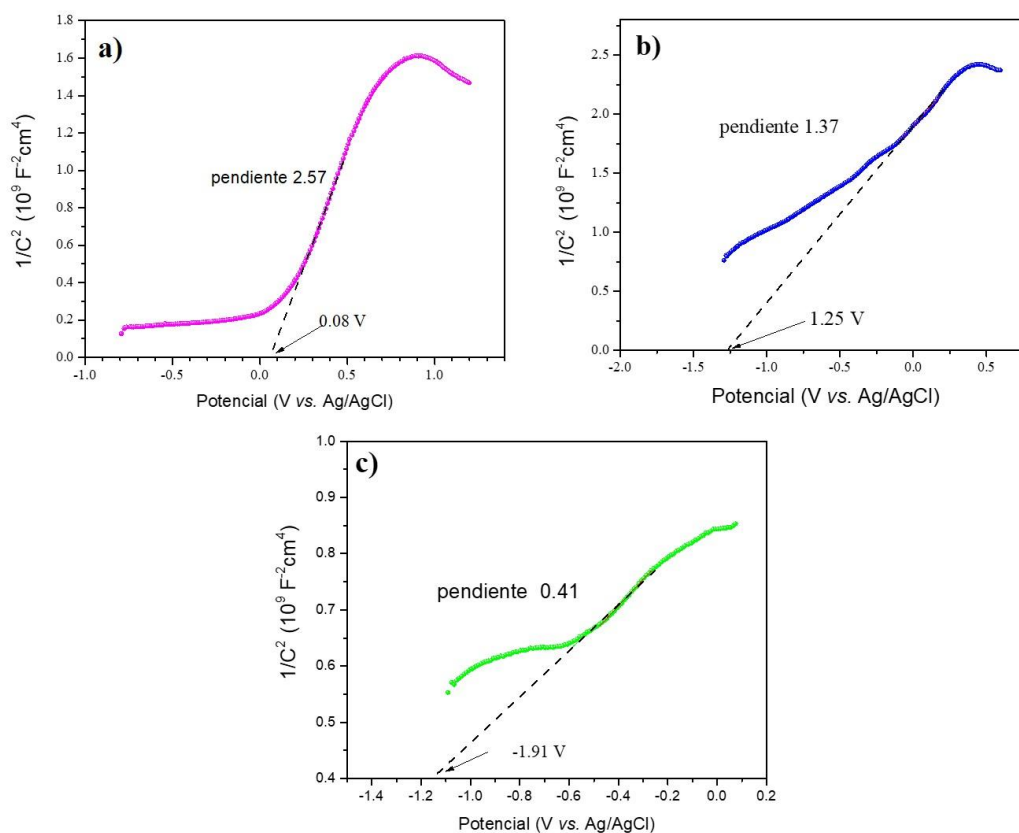 a)
1/C² (10⁹ F⁻²cm⁴)
1.8
1.6
1.4
1.2
1.0
0.8
0.6
0.4
0.2
0.0
pendiente 2.57
0.08 V
-1.0
-0.5
0.0
0.5
1.0
Potencial (V vs. Ag/AgCl)
b)
1/C² (10⁹ F⁻²cm⁴)
2.5
2.0
1.5
1.0
0.5
0.0
pendiente 1.37
1.25 V
-2.0
-1.5
-1.0
-0.5
0.0
0.5
Potencial (V vs. Ag/AgCl)
c)
1/C² (10⁹ F⁻²cm⁴)
1.0
0.9
0.8
0.7
0.6
0.5
0.4
pendiente 0.41
-1.91 V
-1.4
-1.2
-1.0
-0.8
-0.6
-0.4
-0.2
0.0
0.2
Potencial (V vs. Ag/AgCl)